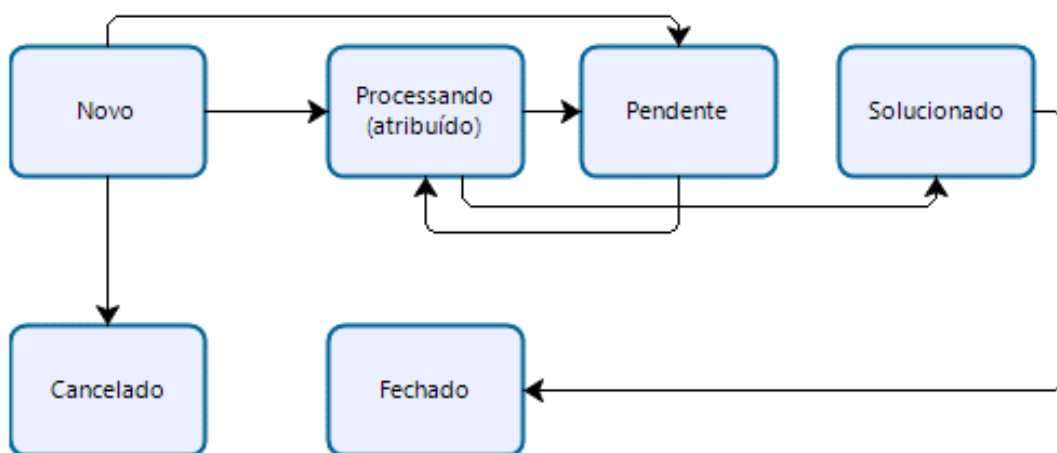 Novo
Processando
(atribuído)
Pendente
Solucionado
Cancelado
Fechado